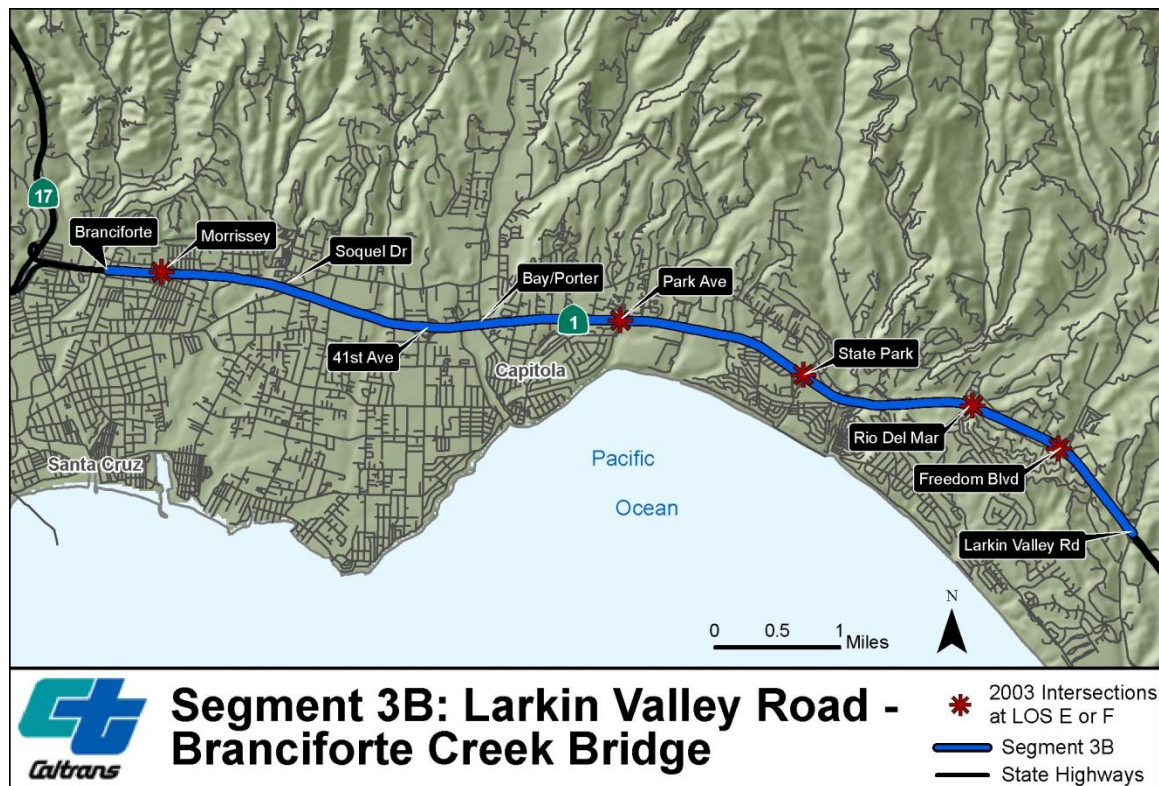 17
Branciforte
Morrissey
Soquel Dr
Bay/Porter
Park Ave
1
41st Ave
Capitola
State Park
Rio Del Mar
Santa Cruz
Pacific
Ocean
Freedom Blvd
Larkin Valley Rd
N
0 0.5 1
Miles
Caltrans
Segment 3B: Larkin Valley Road -
Branciforte Creek Bridge
2003 Intersections
at LOS E or F
Segment 3B
State Highways